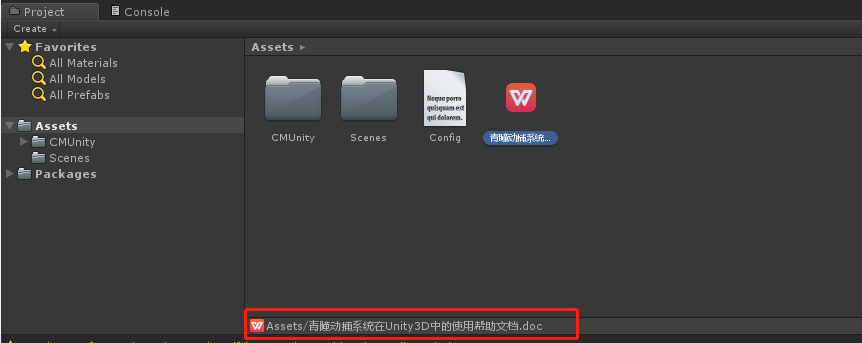 Project
Console
Create
Favorites
All Materials
All Models
All Prefabs
Assets
CMUnity
Scenes
Packages
Assets
Neque porro
quisquam est
qui dolorem.
CMUnity
Scenes
Config
青瞳动捕系统...
Assets/青瞳动捕系统在Unity3D中的使用帮助文档.doc